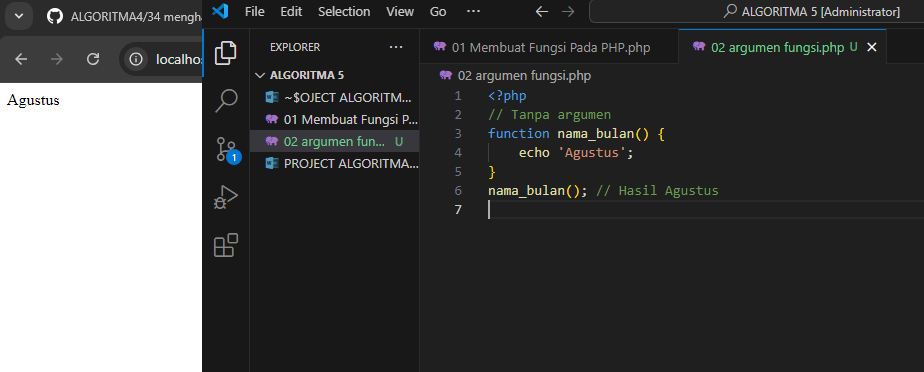 ALGORITMA4/34 mengha
localhos
Agustus
File Edit Selection View Go ···
ALGORITMA 5 [Administrator]
EXPLORER ···
ALGORITMA 5
~$OJECT ALGORITM...
01 Membuat Fungsi P...
02 argumen fun... U
PROJECT ALGORITMA...
1
01 Membuat Fungsi Pada PHP.php
02 argumen fungsi.php U
02 argumen fungsi.php
1 <?php
2 // Tanpa argumen
3 function nama_bulan() {
4 echo 'Agustus';
5 }
6 nama_bulan(); // Hasil Agustus
7